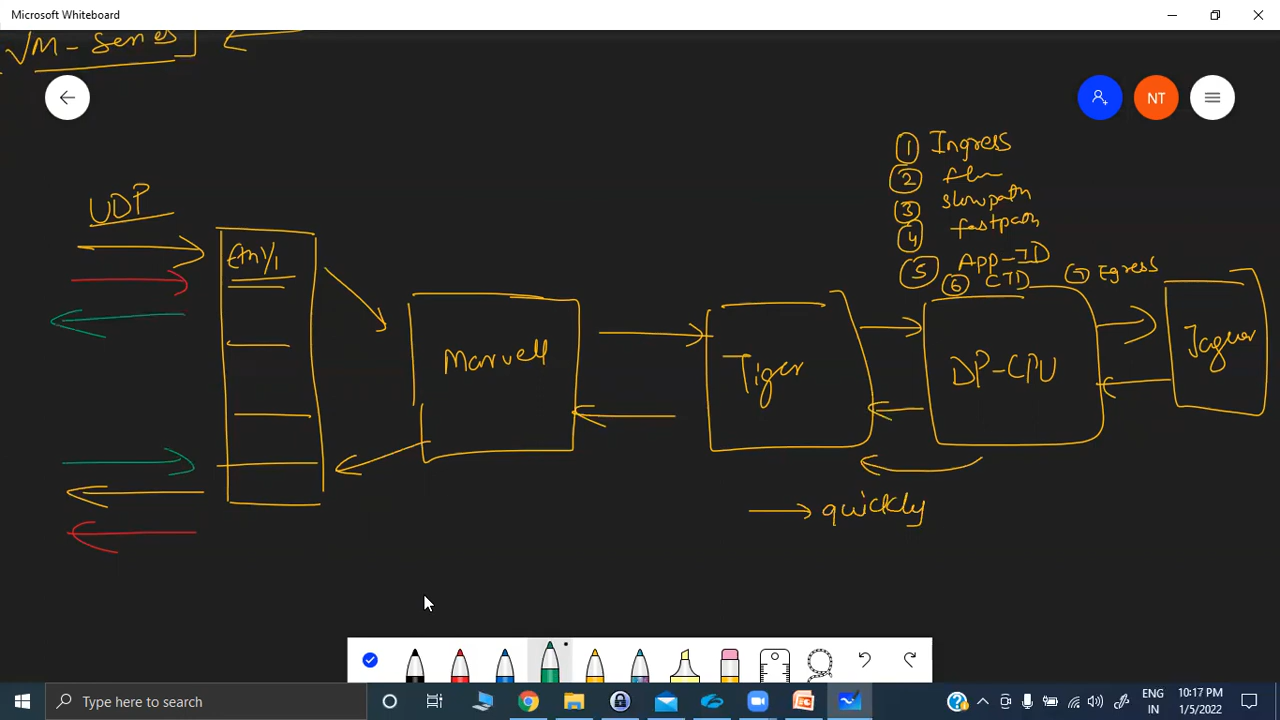 Microsoft Whiteboard
√M-Series]
NT
UDP
1 Ingress
2
3 slowpath
4 fastpath
5 App-ID
6 CTD
7 Egress
Eth1/1
Marvell
Tiger
DP-CPU
Jaguar
quickly
Type here to search
ENG
IN
10:17 PM
1/5/2022